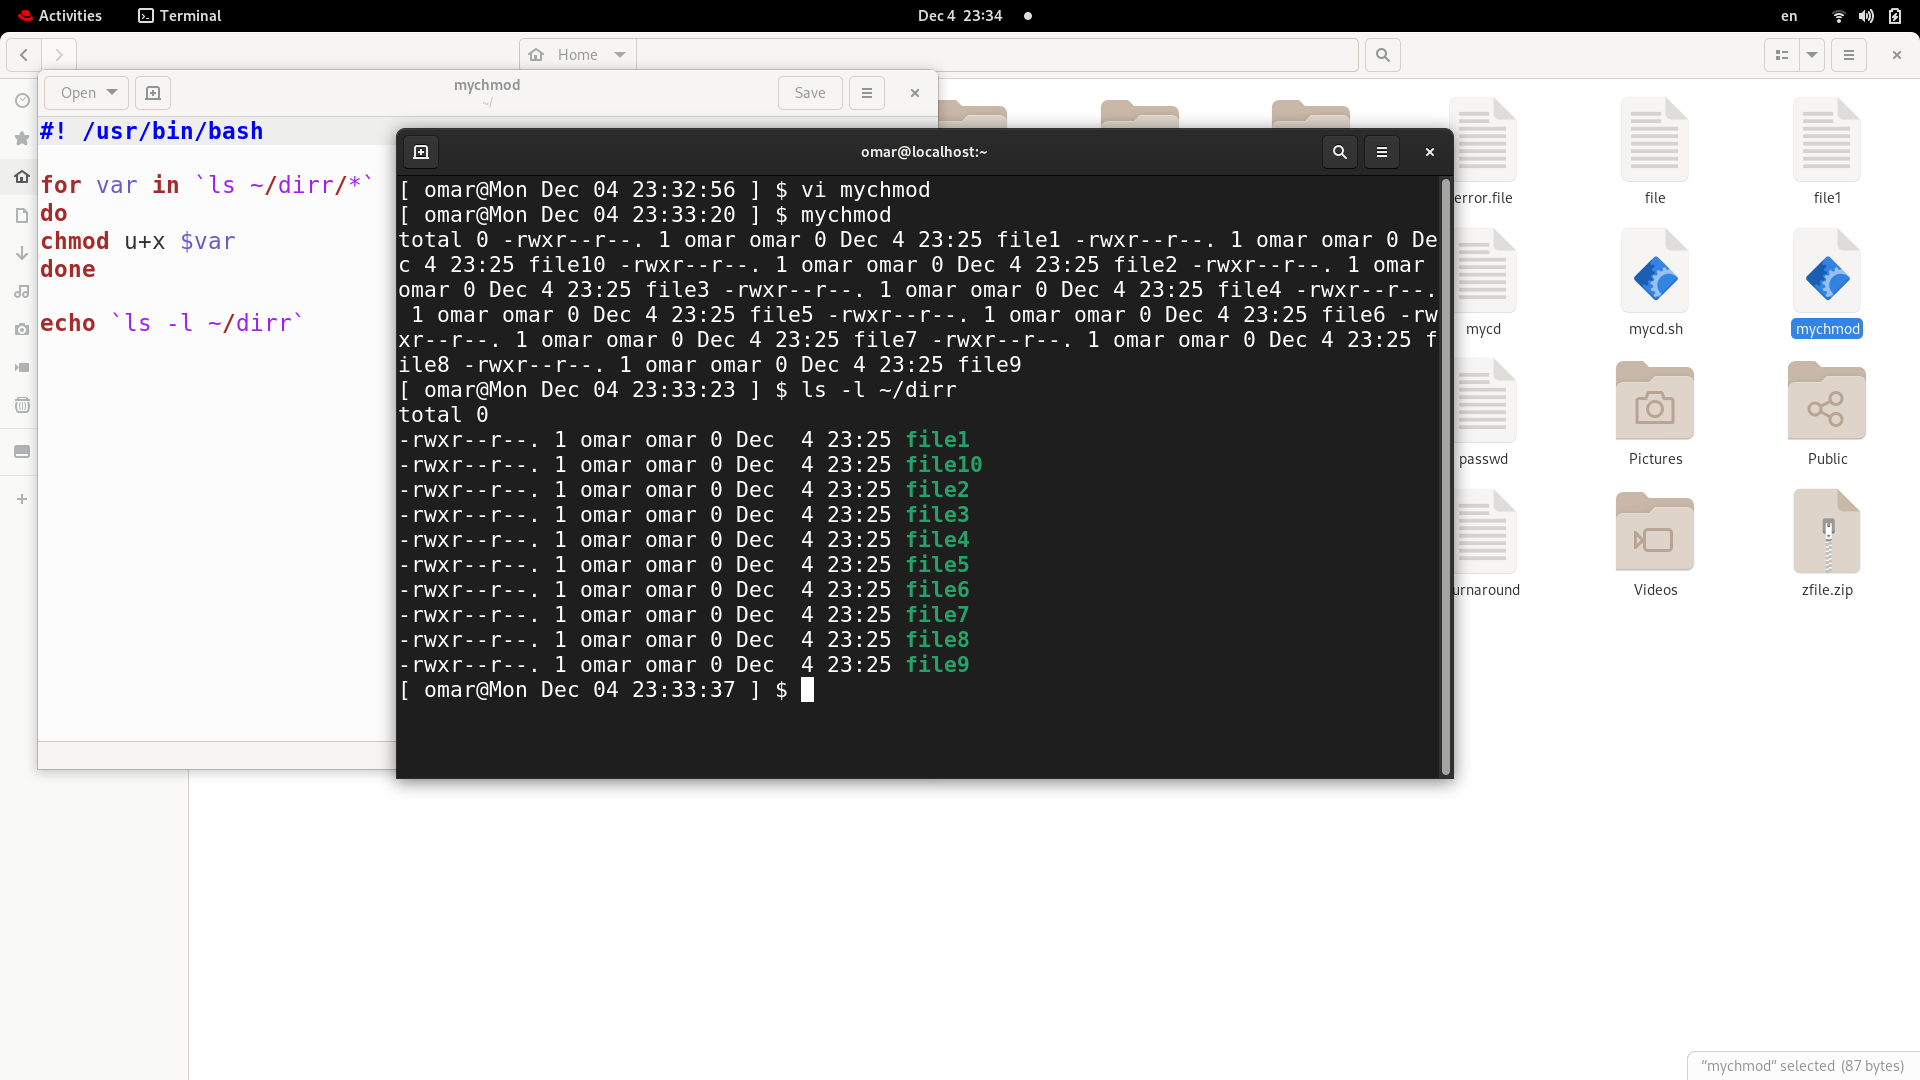 Activities Terminal Dec 4 23:34 en
Home
Open mychmod Save
~/
#! /usr/bin/bash
for var in `ls ~/dirr/*`
do
chmod u+x $var
done
echo `ls -l ~/dirr`
omar@localhost:~
[ omar@Mon Dec 04 23:32:56 ] $ vi mychmod
[ omar@Mon Dec 04 23:33:20 ] $ mychmod
total 0 -rwxr--r--. 1 omar omar 0 Dec 4 23:25 file1 -rwxr--r--. 1 omar omar 0 De
c 4 23:25 file10 -rwxr--r--. 1 omar omar 0 Dec 4 23:25 file2 -rwxr--r--. 1 omar
omar 0 Dec 4 23:25 file3 -rwxr--r--. 1 omar omar 0 Dec 4 23:25 file4 -rwxr--r--.
 1 omar omar 0 Dec 4 23:25 file5 -rwxr--r--. 1 omar omar 0 Dec 4 23:25 file6 -rw
xr--r--. 1 omar omar 0 Dec 4 23:25 file7 -rwxr--r--. 1 omar omar 0 Dec 4 23:25 f
ile8 -rwxr--r--. 1 omar omar 0 Dec 4 23:25 file9
[ omar@Mon Dec 04 23:33:23 ] $ ls -l ~/dirr
total 0
-rwxr--r--. 1 omar omar 0 Dec  4 23:25 file1
-rwxr--r--. 1 omar omar 0 Dec  4 23:25 file10
-rwxr--r--. 1 omar omar 0 Dec  4 23:25 file2
-rwxr--r--. 1 omar omar 0 Dec  4 23:25 file3
-rwxr--r--. 1 omar omar 0 Dec  4 23:25 file4
-rwxr--r--. 1 omar omar 0 Dec  4 23:25 file5
-rwxr--r--. 1 omar omar 0 Dec  4 23:25 file6
-rwxr--r--. 1 omar omar 0 Dec  4 23:25 file7
-rwxr--r--. 1 omar omar 0 Dec  4 23:25 file8
-rwxr--r--. 1 omar omar 0 Dec  4 23:25 file9
[ omar@Mon Dec 04 23:33:37 ] $
error.file file file1
mycd mycd.sh mychmod
passwd Pictures Public
urnaround Videos zfile.zip
“mychmod” selected (87 bytes)